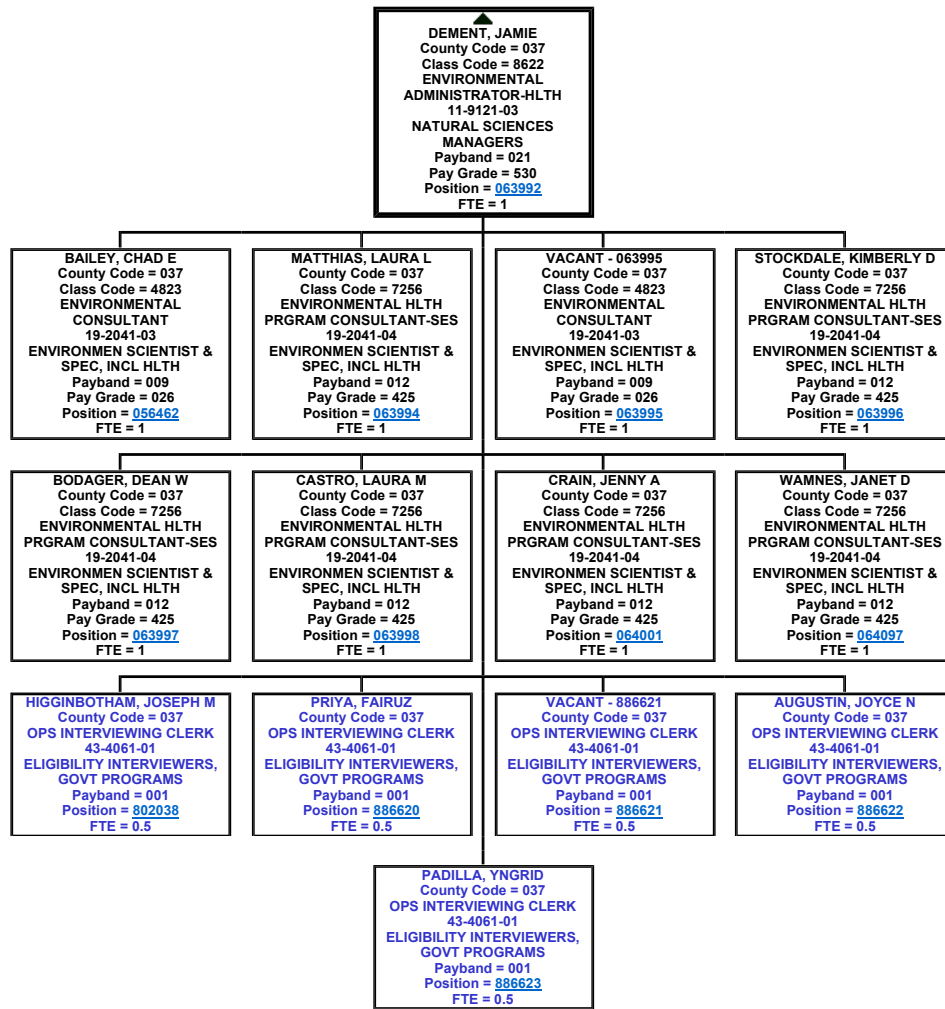 DEMENT, JAMIE
County Code = 037
Class Code = 8622
ENVIRONMENTAL
ADMINISTRATOR-HLTH
11-9121-03
NATURAL SCIENCES
MANAGERS
Payband = 021
Pay Grade = 530
Position = 063992
FTE = 1
BAILEY, CHAD E
County Code = 037
Class Code = 4823
ENVIRONMENTAL
CONSULTANT
19-2041-03
ENVIRONMEN SCIENTIST &
SPEC, INCL HLTH
Payband = 009
Pay Grade = 026
Position = 056462
FTE = 1
MATTHIAS, LAURA L
County Code = 037
Class Code = 7256
ENVIRONMENTAL HLTH
PRGRAM CONSULTANT-SES
19-2041-04
ENVIRONMEN SCIENTIST &
SPEC, INCL HLTH
Payband = 012
Pay Grade = 425
Position = 063994
FTE = 1
VACANT - 063995
County Code = 037
Class Code = 4823
ENVIRONMENTAL
CONSULTANT
19-2041-03
ENVIRONMEN SCIENTIST &
SPEC, INCL HLTH
Payband = 009
Pay Grade = 026
Position = 063995
FTE = 1
STOCKDALE, KIMBERLY D
County Code = 037
Class Code = 7256
ENVIRONMENTAL HLTH
PRGRAM CONSULTANT-SES
19-2041-04
ENVIRONMEN SCIENTIST &
SPEC, INCL HLTH
Payband = 012
Pay Grade = 425
Position = 063996
FTE = 1
BODAGER, DEAN W
County Code = 037
Class Code = 7256
ENVIRONMENTAL HLTH
PRGRAM CONSULTANT-SES
19-2041-04
ENVIRONMEN SCIENTIST &
SPEC, INCL HLTH
Payband = 012
Pay Grade = 425
Position = 063997
FTE = 1
CASTRO, LAURA M
County Code = 037
Class Code = 7256
ENVIRONMENTAL HLTH
PRGRAM CONSULTANT-SES
19-2041-04
ENVIRONMEN SCIENTIST &
SPEC, INCL HLTH
Payband = 012
Pay Grade = 425
Position = 063998
FTE = 1
CRAIN, JENNY A
County Code = 037
Class Code = 7256
ENVIRONMENTAL HLTH
PRGRAM CONSULTANT-SES
19-2041-04
ENVIRONMEN SCIENTIST &
SPEC, INCL HLTH
Payband = 012
Pay Grade = 425
Position = 064001
FTE = 1
WAMNES, JANET D
County Code = 037
Class Code = 7256
ENVIRONMENTAL HLTH
PRGRAM CONSULTANT-SES
19-2041-04
ENVIRONMEN SCIENTIST &
SPEC, INCL HLTH
Payband = 012
Pay Grade = 425
Position = 064097
FTE = 1
HIGGINBOTHAM, JOSEPH M
County Code = 037
OPS INTERVIEWING CLERK
43-4061-01
ELIGIBILITY INTERVIEWERS,
GOVT PROGRAMS
Payband = 001
Position = 802038
FTE = 0.5
PRIYA, FAIRUZ
County Code = 037
OPS INTERVIEWING CLERK
43-4061-01
ELIGIBILITY INTERVIEWERS,
GOVT PROGRAMS
Payband = 001
Position = 886620
FTE = 0.5
VACANT - 886621
County Code = 037
OPS INTERVIEWING CLERK
43-4061-01
ELIGIBILITY INTERVIEWERS,
GOVT PROGRAMS
Payband = 001
Position = 886621
FTE = 0.5
AUGUSTIN, JOYCE N
County Code = 037
OPS INTERVIEWING CLERK
43-4061-01
ELIGIBILITY INTERVIEWERS,
GOVT PROGRAMS
Payband = 001
Position = 886622
FTE = 0.5
PADILLA, YNGRID
County Code = 037
OPS INTERVIEWING CLERK
43-4061-01
ELIGIBILITY INTERVIEWERS,
GOVT PROGRAMS
Payband = 001
Position = 886623
FTE = 0.5